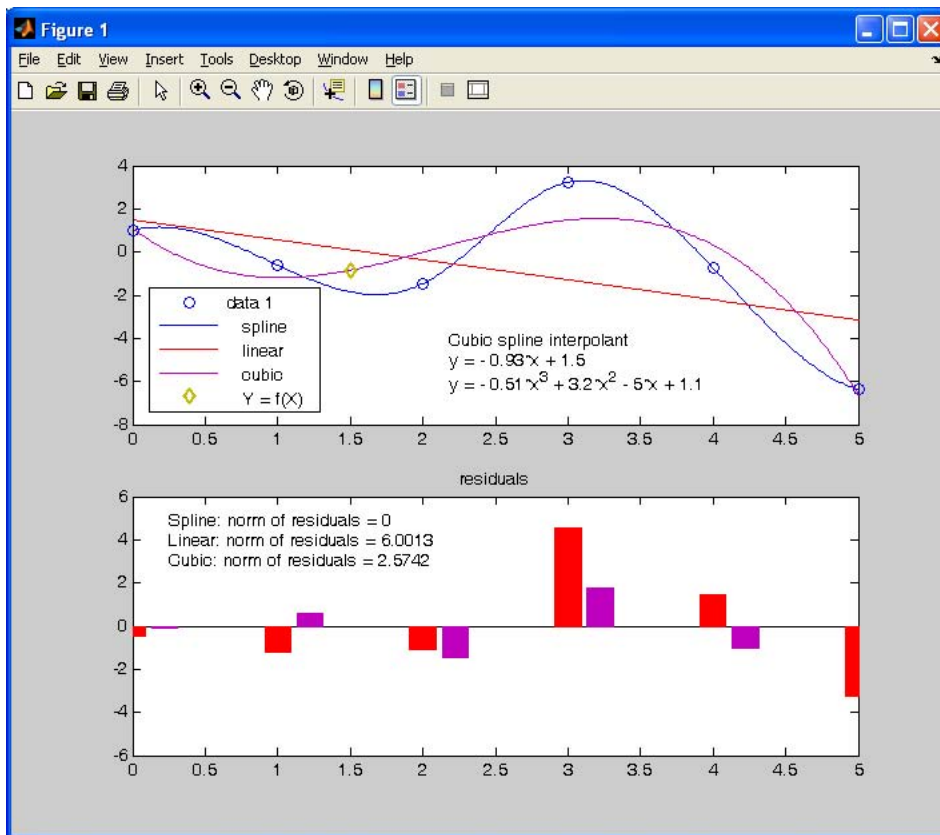 Figure 1
File Edit View Insert Tools Desktop Window Help
4
2
0
-2
-4
-6
-8
data 1
spline
linear
cubic
Y = f(X)
Cubic spline interpolant
y = - 0.93*x + 1.5
y = - 0.51*x^3 + 3.2*x^2 - 5*x + 1.1
0 0.5 1 1.5 2 2.5 3 3.5 4 4.5 5
residuals
6
4
2
0
-2
-4
-6
Spline: norm of residuals = 0
Linear: norm of residuals = 6.0013
Cubic: norm of residuals = 2.5742
0 0.5 1 1.5 2 2.5 3 3.5 4 4.5 5